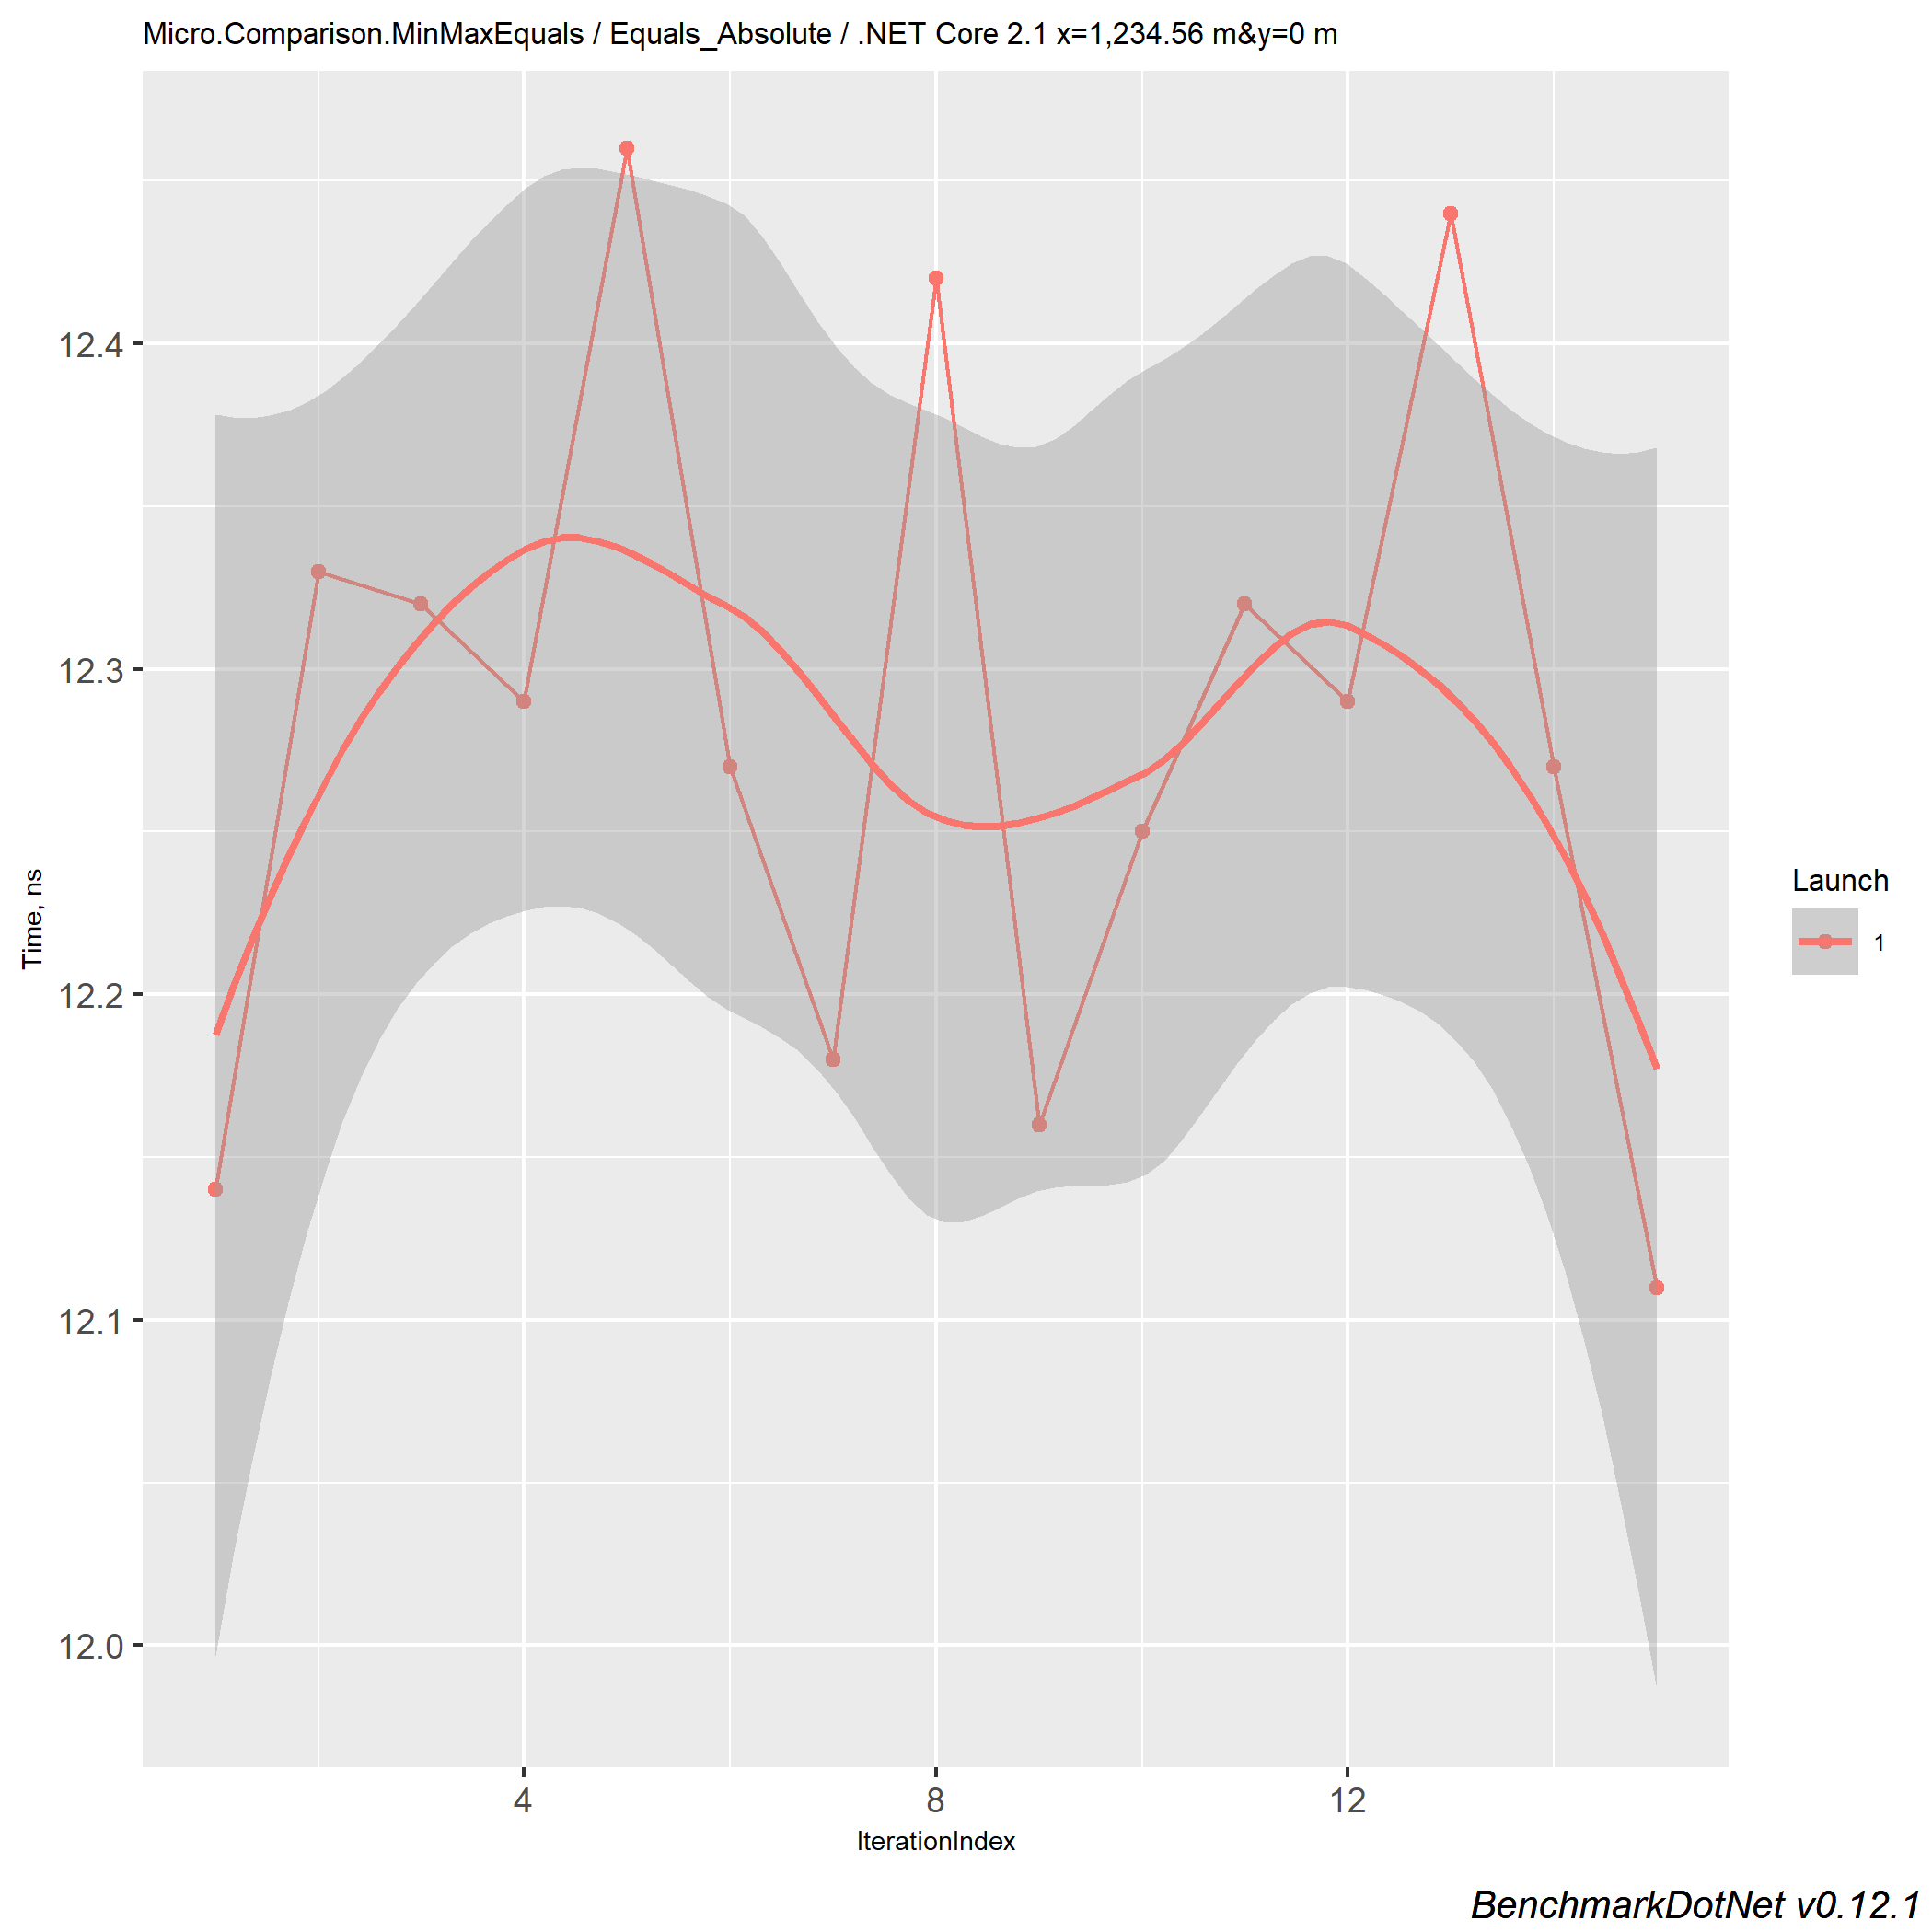 Micro.Comparison.MinMaxEquals / Equals_Absolute / .NET Core 2.1 x=1,234.56 m&y=0 m
Time, ns
12.4
12.3
12.2
12.1
12.0
4 8 12
IterationIndex
Launch
1
BenchmarkDotNet v0.12.1